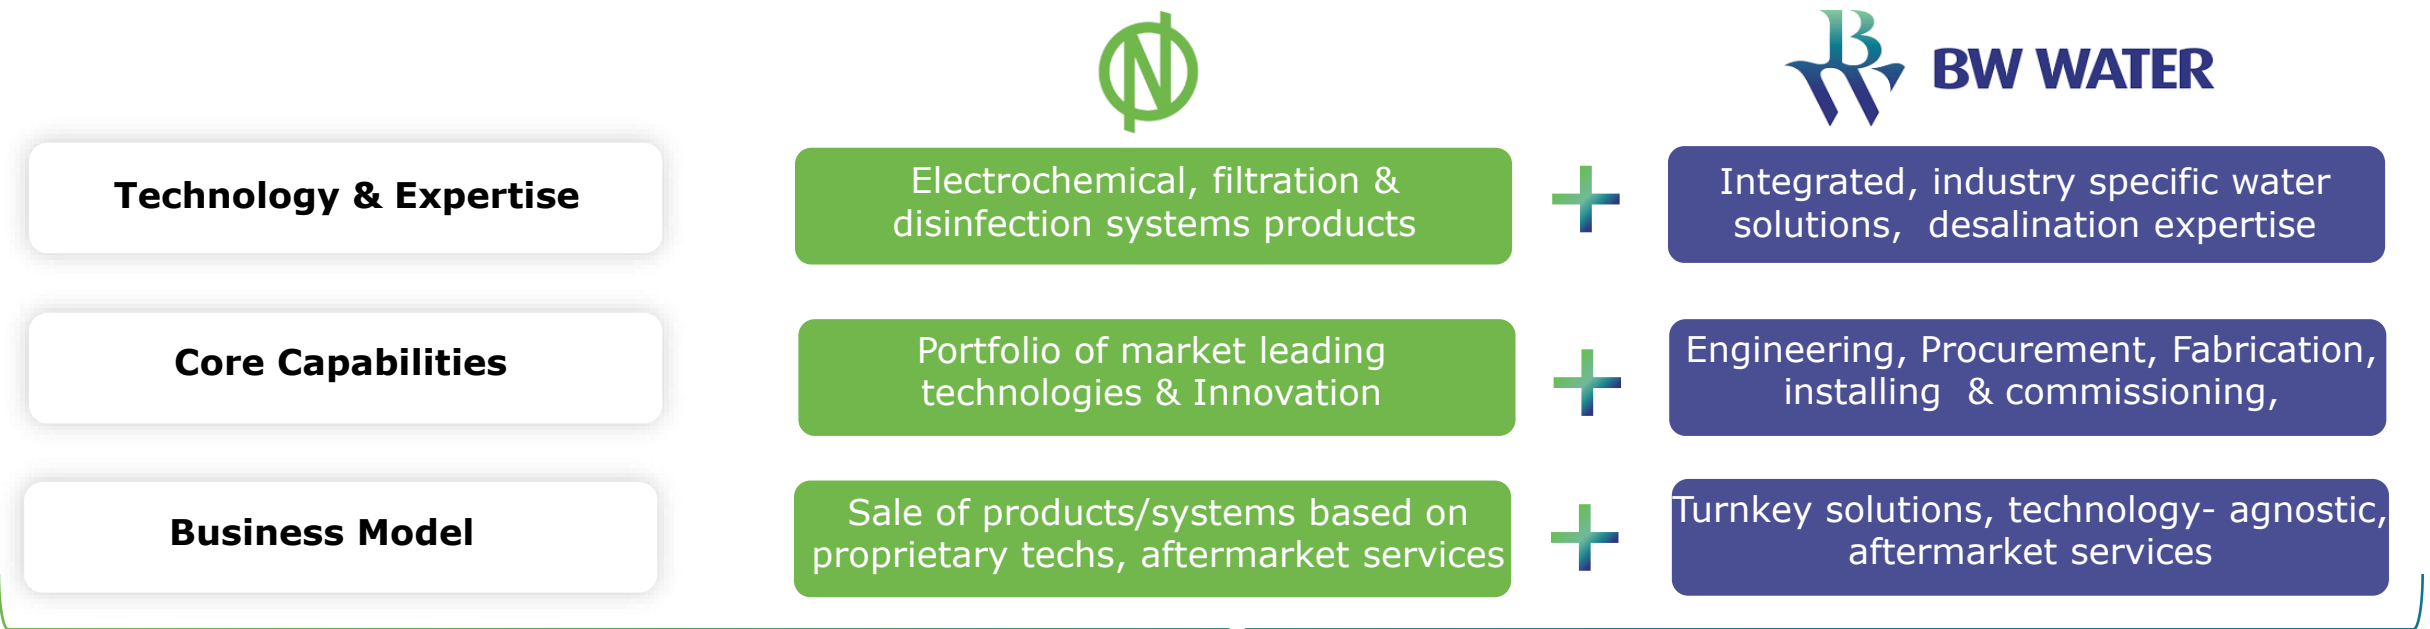 BW WATER
Technology & Expertise
Electrochemical, filtration &
disinfection systems products
Integrated, industry specific water
solutions,  desalination expertise
Core Capabilities
Portfolio of market leading
technologies & Innovation
Engineering, Procurement, Fabrication,
installing  & commissioning,
Business Model
Sale of products/systems based on
proprietary techs, aftermarket services
Turnkey solutions, technology- agnostic,
aftermarket services